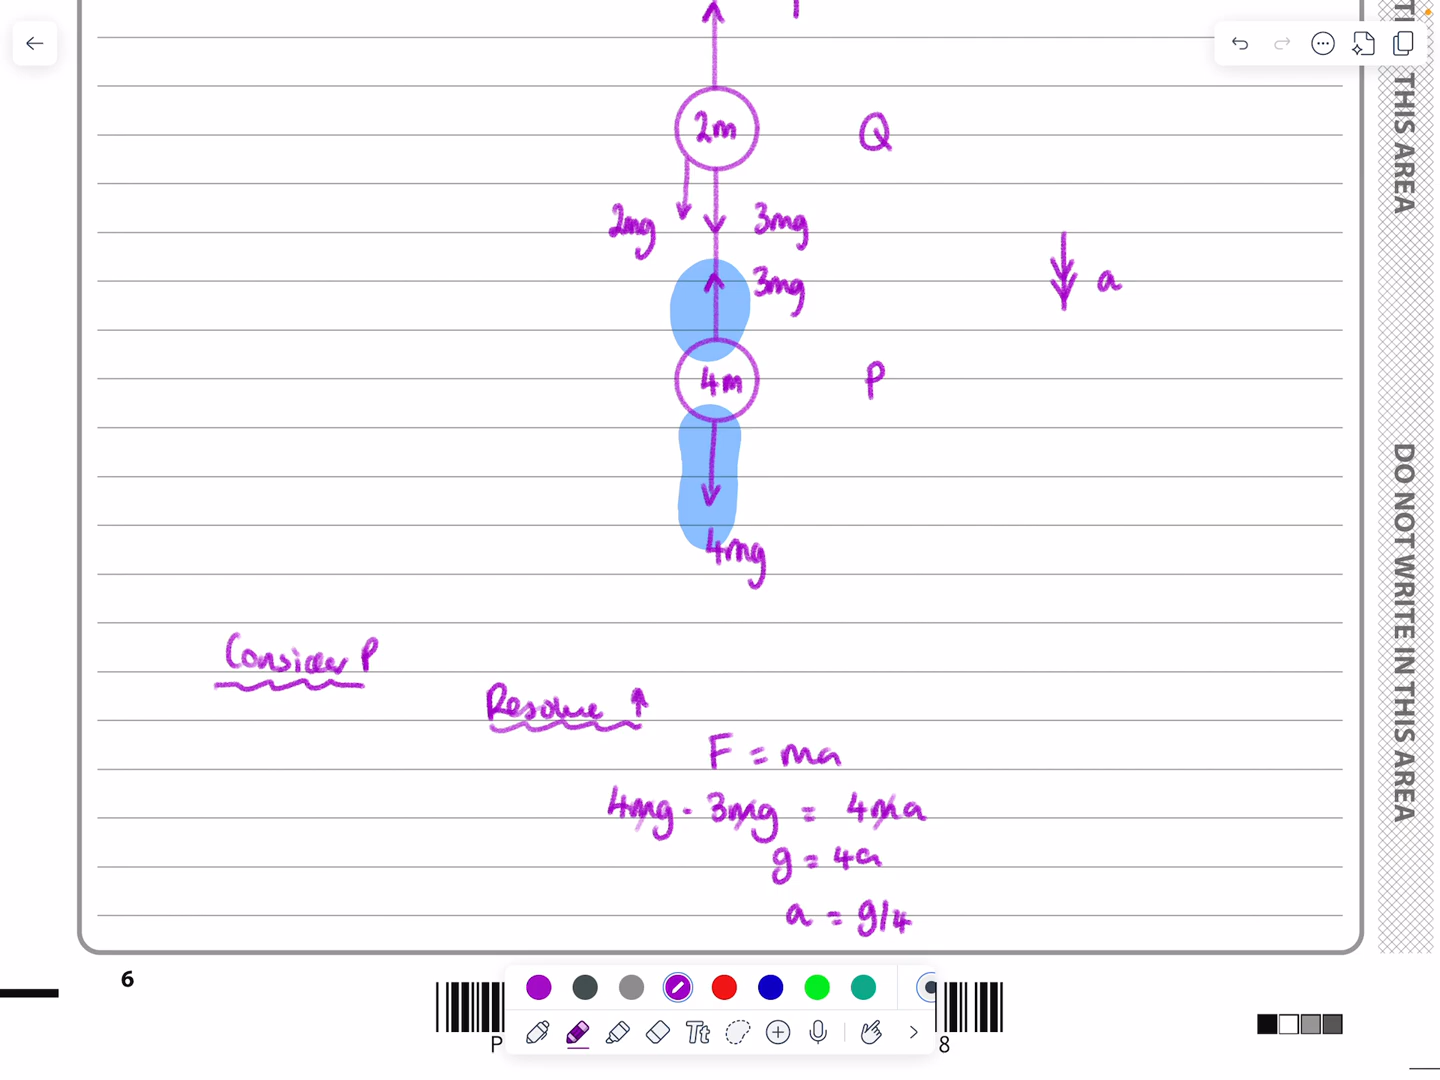 2m Q
2mg 3mg
3mg
a
4m P
4mg
Consider P
Resolve ↑
F = ma
4mg - 3mg = 4ma
g = 4a
a = g/4
6
P
8
Tt
THIS AREA
DO NOT WRITE IN THIS AREA